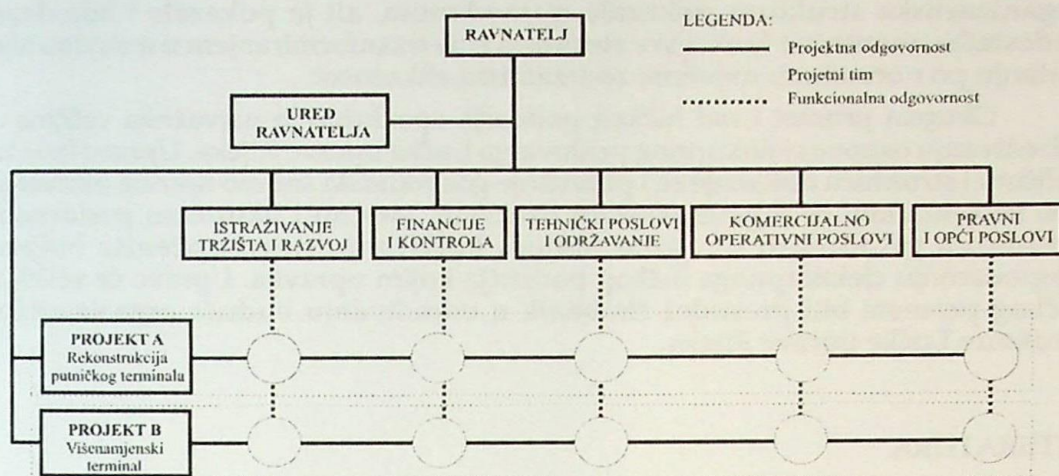 RAVNATELJ
LEGENDA:
Projektna odgovornost
Projetni tim
Funkcionalna odgovornost
URED
RAVNATELJA
ISTRAŽIVANJE
TRŽIŠTA I RAZVOJ
FINANCIJE
I KONTROLA
TEHNIČKI POSLOVI
I ODRŽAVANJE
KOMERCIJALNO
OPERATIVNI POSLOVI
PRAVNI
I OPĆI POSLOVI
PROJEKT A
Rekonstrukcija
putničkog terminala
PROJEKT B
Višenamjenski
terminal